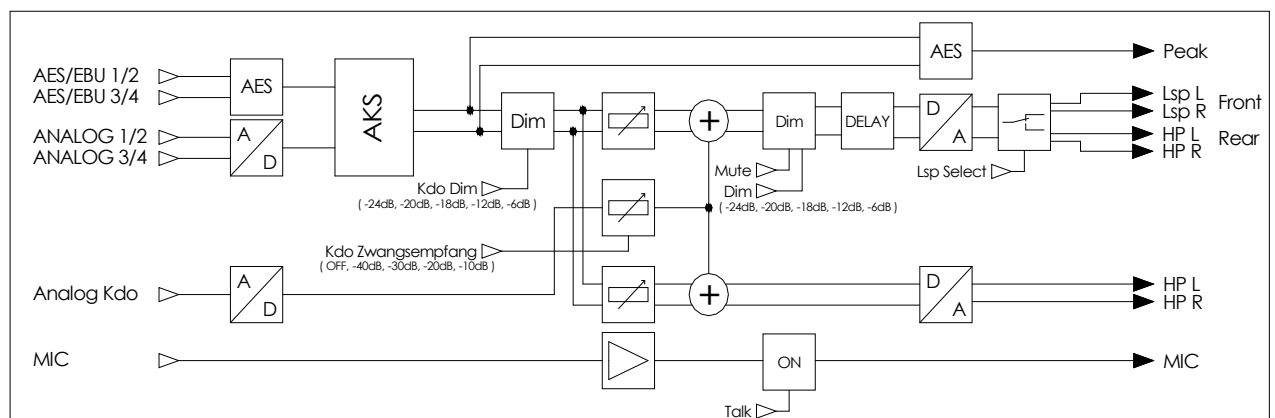 AES/EBU 1/2
AES/EBU 3/4
ANALOG 1/2
ANALOG 3/4
AES
A
D
AKS
Dim
Kdo Dim
( -24dB, -20dB, -18dB, -12dB, -6dB )
Kdo Zwangsempfang
( OFF, -40dB, -30dB, -20dB, -10dB )
+
Dim
DELAY
D
A
Mute
Dim
( -24dB, -20dB, -18dB, -12dB, -6dB )
Lsp Select
AES
Peak
Lsp L
Lsp R
Front
HP L
HP R
Rear
Analog Kdo
A
D
+
D
A
HP L
HP R
MIC
ON
Talk
MIC